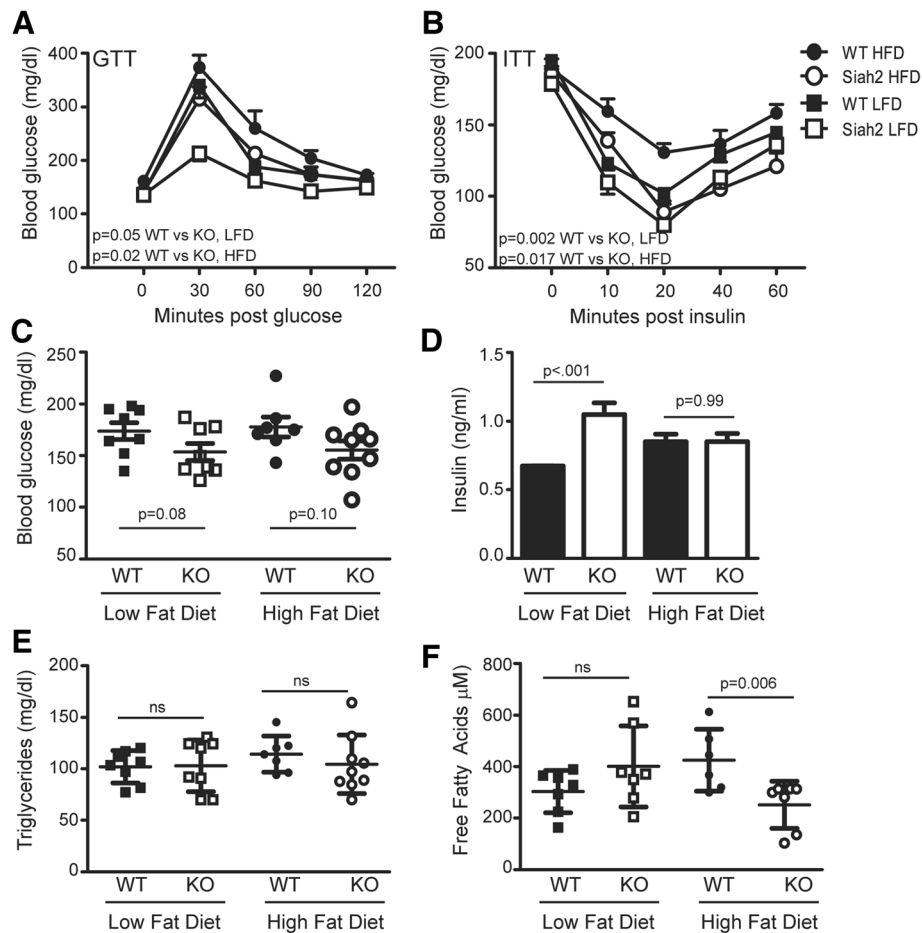 A
GTT
Blood glucose (mg/dl)
400
300
200
100
0
p=0.05 WT vs KO, LFD
p=0.02 WT vs KO, HFD
0 30 60 90 120
Minutes post glucose
B
ITT
Blood glucose (mg/dl)
200
150
100
50
p=0.002 WT vs KO, LFD
p=0.017 WT vs KO, HFD
0 10 20 40 60
Minutes post insulin
WT HFD
Siah2 HFD
WT LFD
Siah2 LFD
C
Blood glucose (mg/dl)
250
200
150
100
50
p=0.08
p=0.10
WT KO WT KO
Low Fat Diet High Fat Diet
D
Insulin (ng/ml)
1.5
1.0
0.5
0.0
p<.001
p=0.99
WT KO WT KO
Low Fat Diet High Fat Diet
E
Triglycerides (mg/dl)
200
150
100
50
0
ns
ns
WT KO WT KO
Low Fat Diet High Fat Diet
F
Free Fatty Acids µM)
800
600
400
200
0
ns
p=0.006
WT KO WT KO
Low Fat Diet High Fat Diet